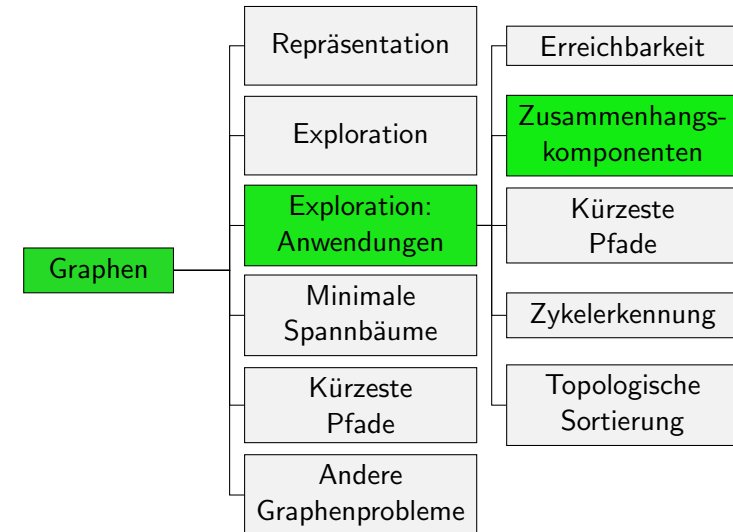 Graphen
Repräsentation
Exploration
Exploration:
Anwendungen
Minimale
Spannbäume
Kürzeste
Pfade
Andere
Graphenprobleme
Erreichbarkeit
Zusammenhangs-
komponenten
Kürzeste
Pfade
Zykelerkennung
Topologische
Sortierung